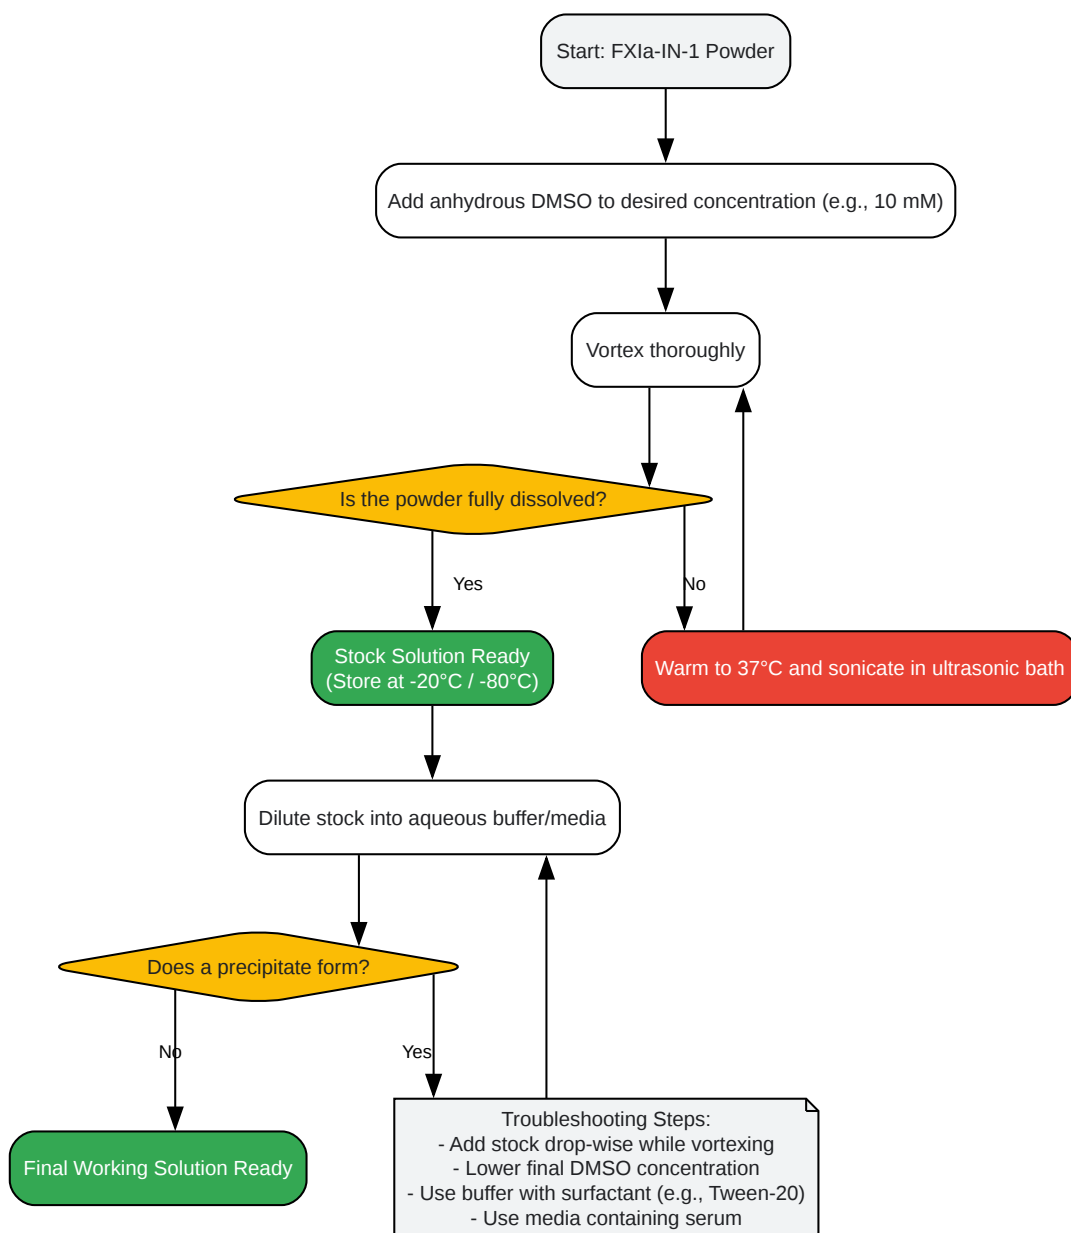 Start: FXIa-IN-1 Powder
Add anhydrous DMSO to desired concentration (e.g., 10 mM)
Vortex thoroughly
Is the powder fully dissolved?
Yes
No
Stock Solution Ready
(Store at -20°C / -80°C)
Warm to 37°C and sonicate in ultrasonic bath
Dilute stock into aqueous buffer/media
Does a precipitate form?
No
Yes
Final Working Solution Ready
Troubleshooting Steps:
- Add stock drop-wise while vortexing
- Lower final DMSO concentration
- Use buffer with surfactant (e.g., Tween-20)
- Use media containing serum